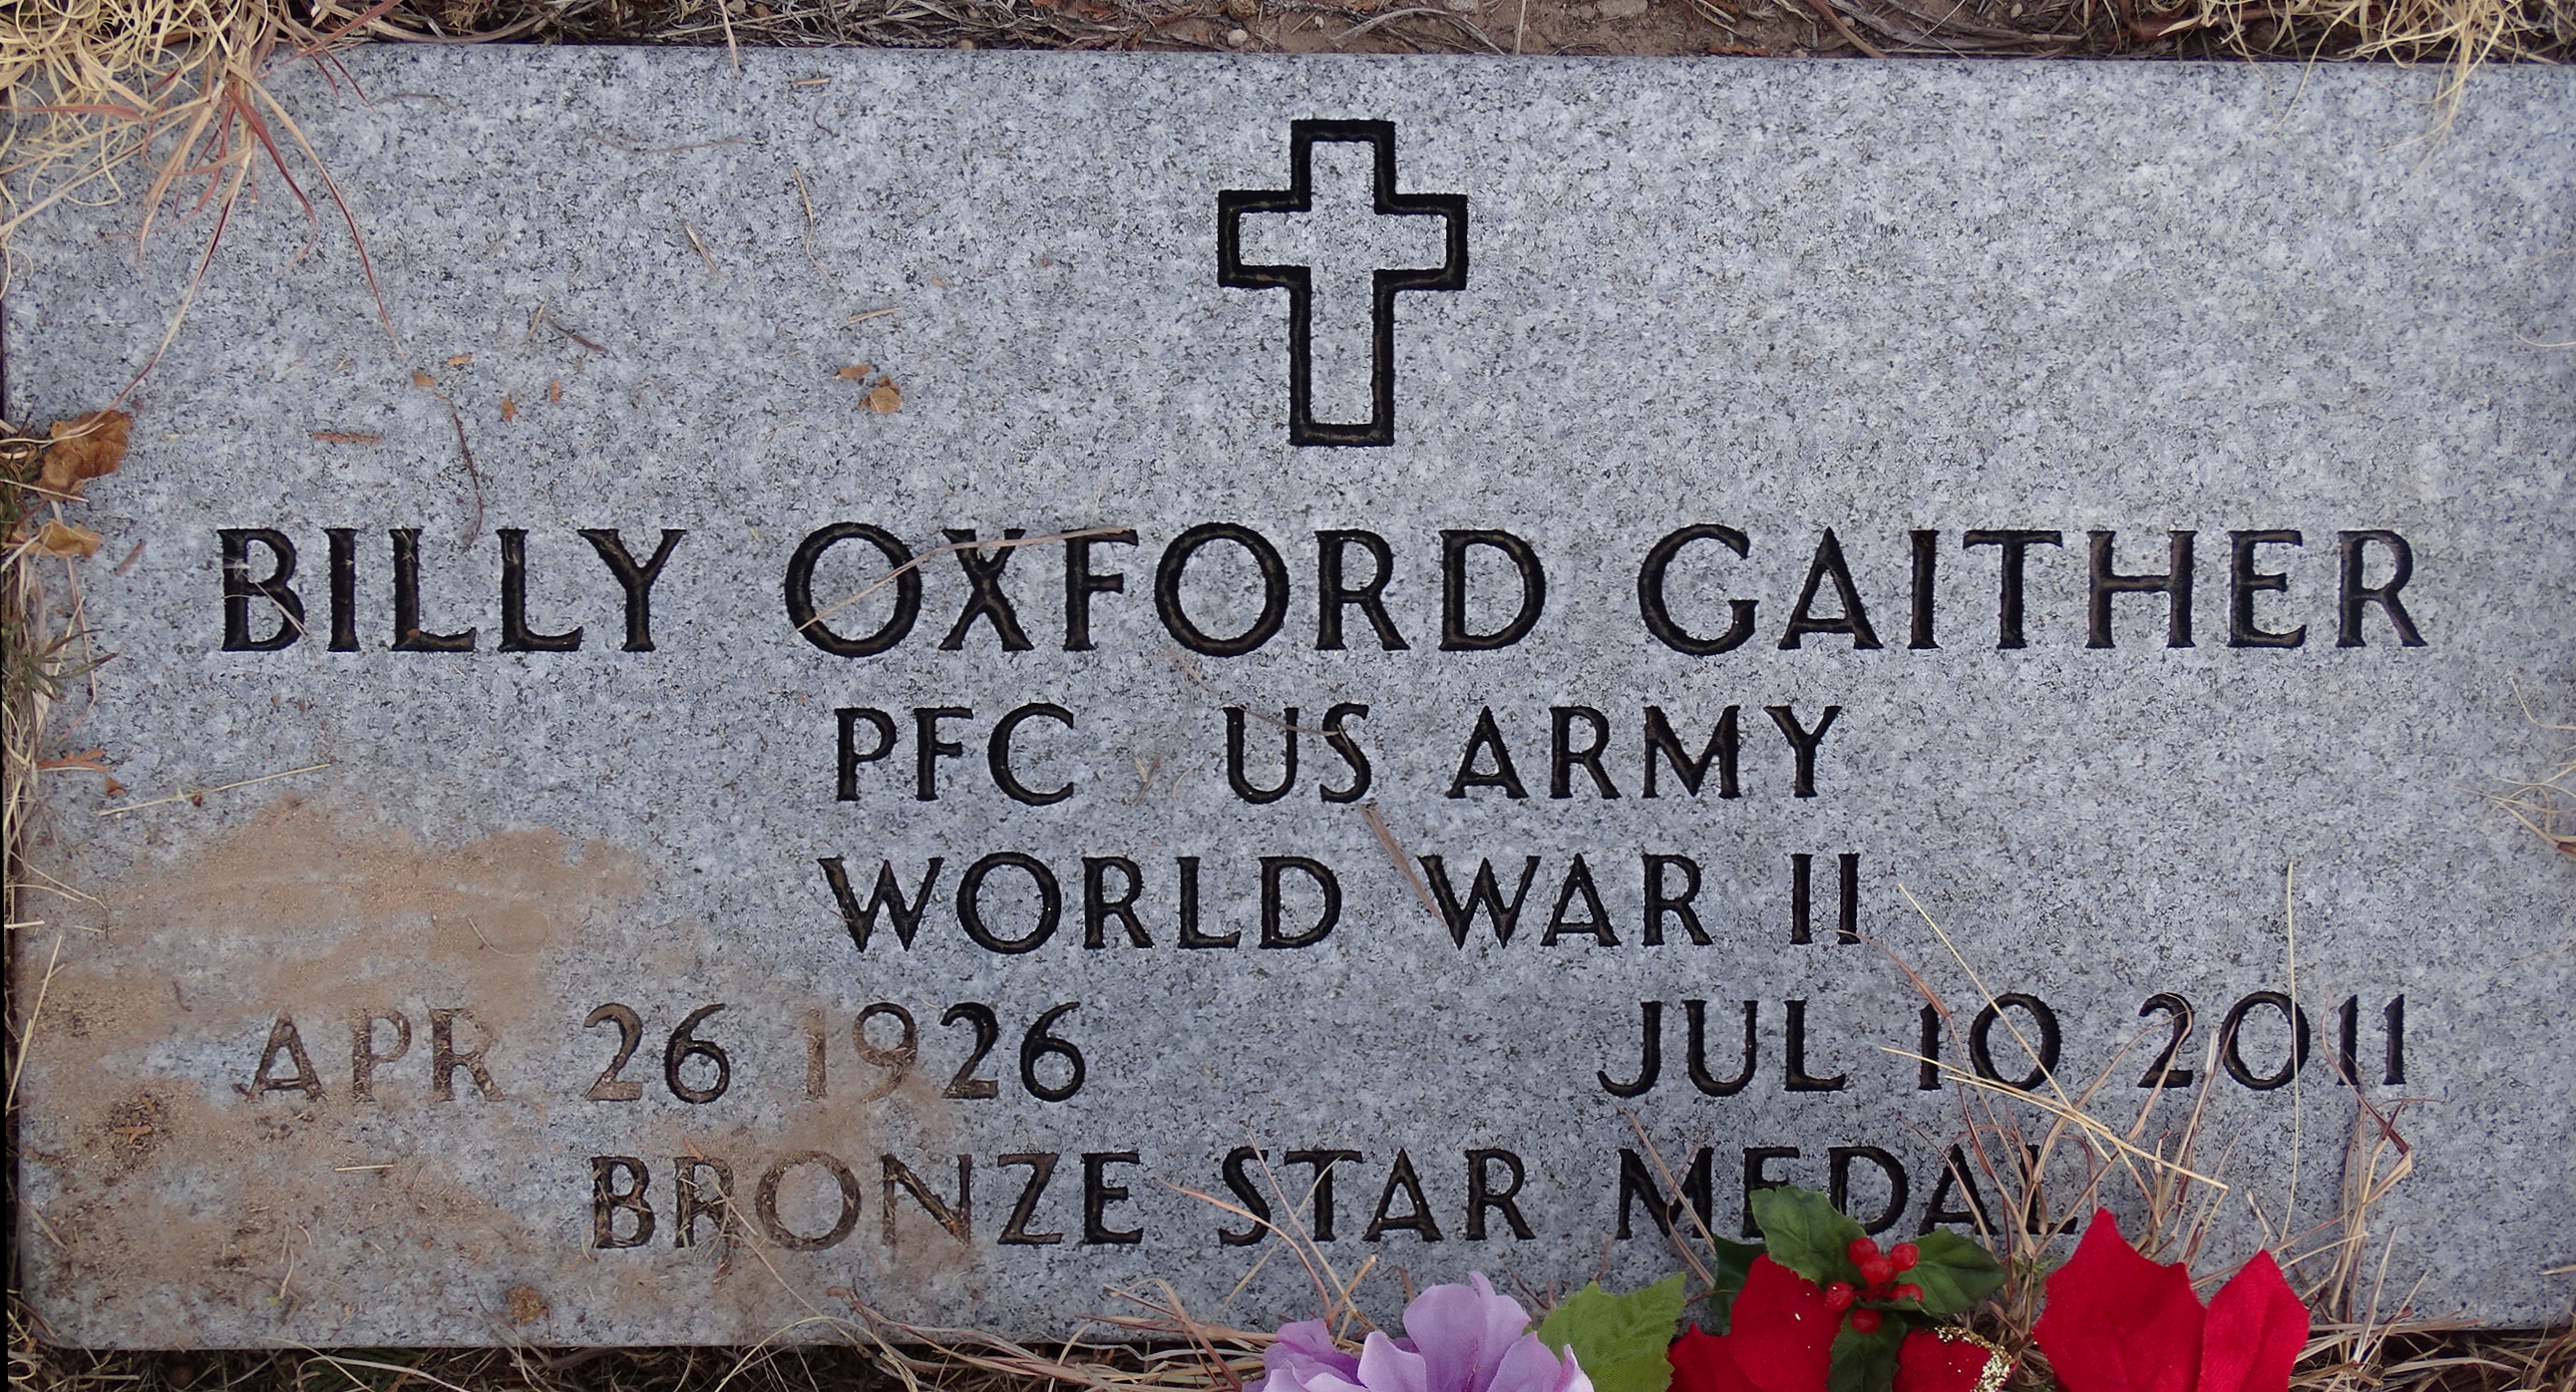 BILLY OXFORD GAITHER
PFC US ARMY
WORLD WAR II
APR 26 1926 JUL 10 2011
BRONZE STAR MEDAL